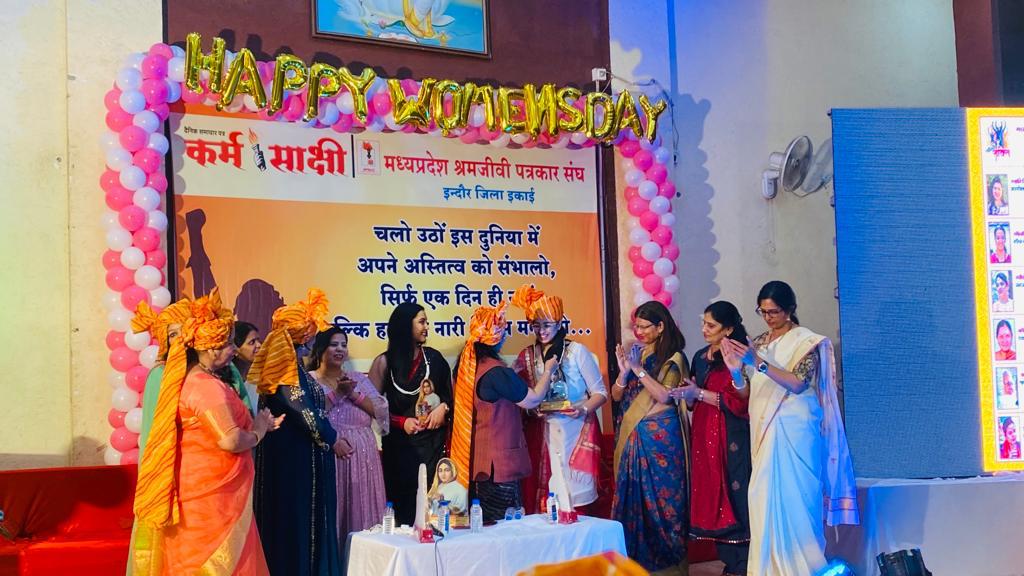 HAPPY WOMENSDAY
दैनिक समाचार पत्र
कर्म साक्षी
मध्यप्रदेश श्रमजीवी पत्रकार संघ
इन्दौर जिला इकाई
चलो उठों इस दुनिया में
अपने अस्तित्व को संभालो,
सिर्फ एक दिन ही
नारी